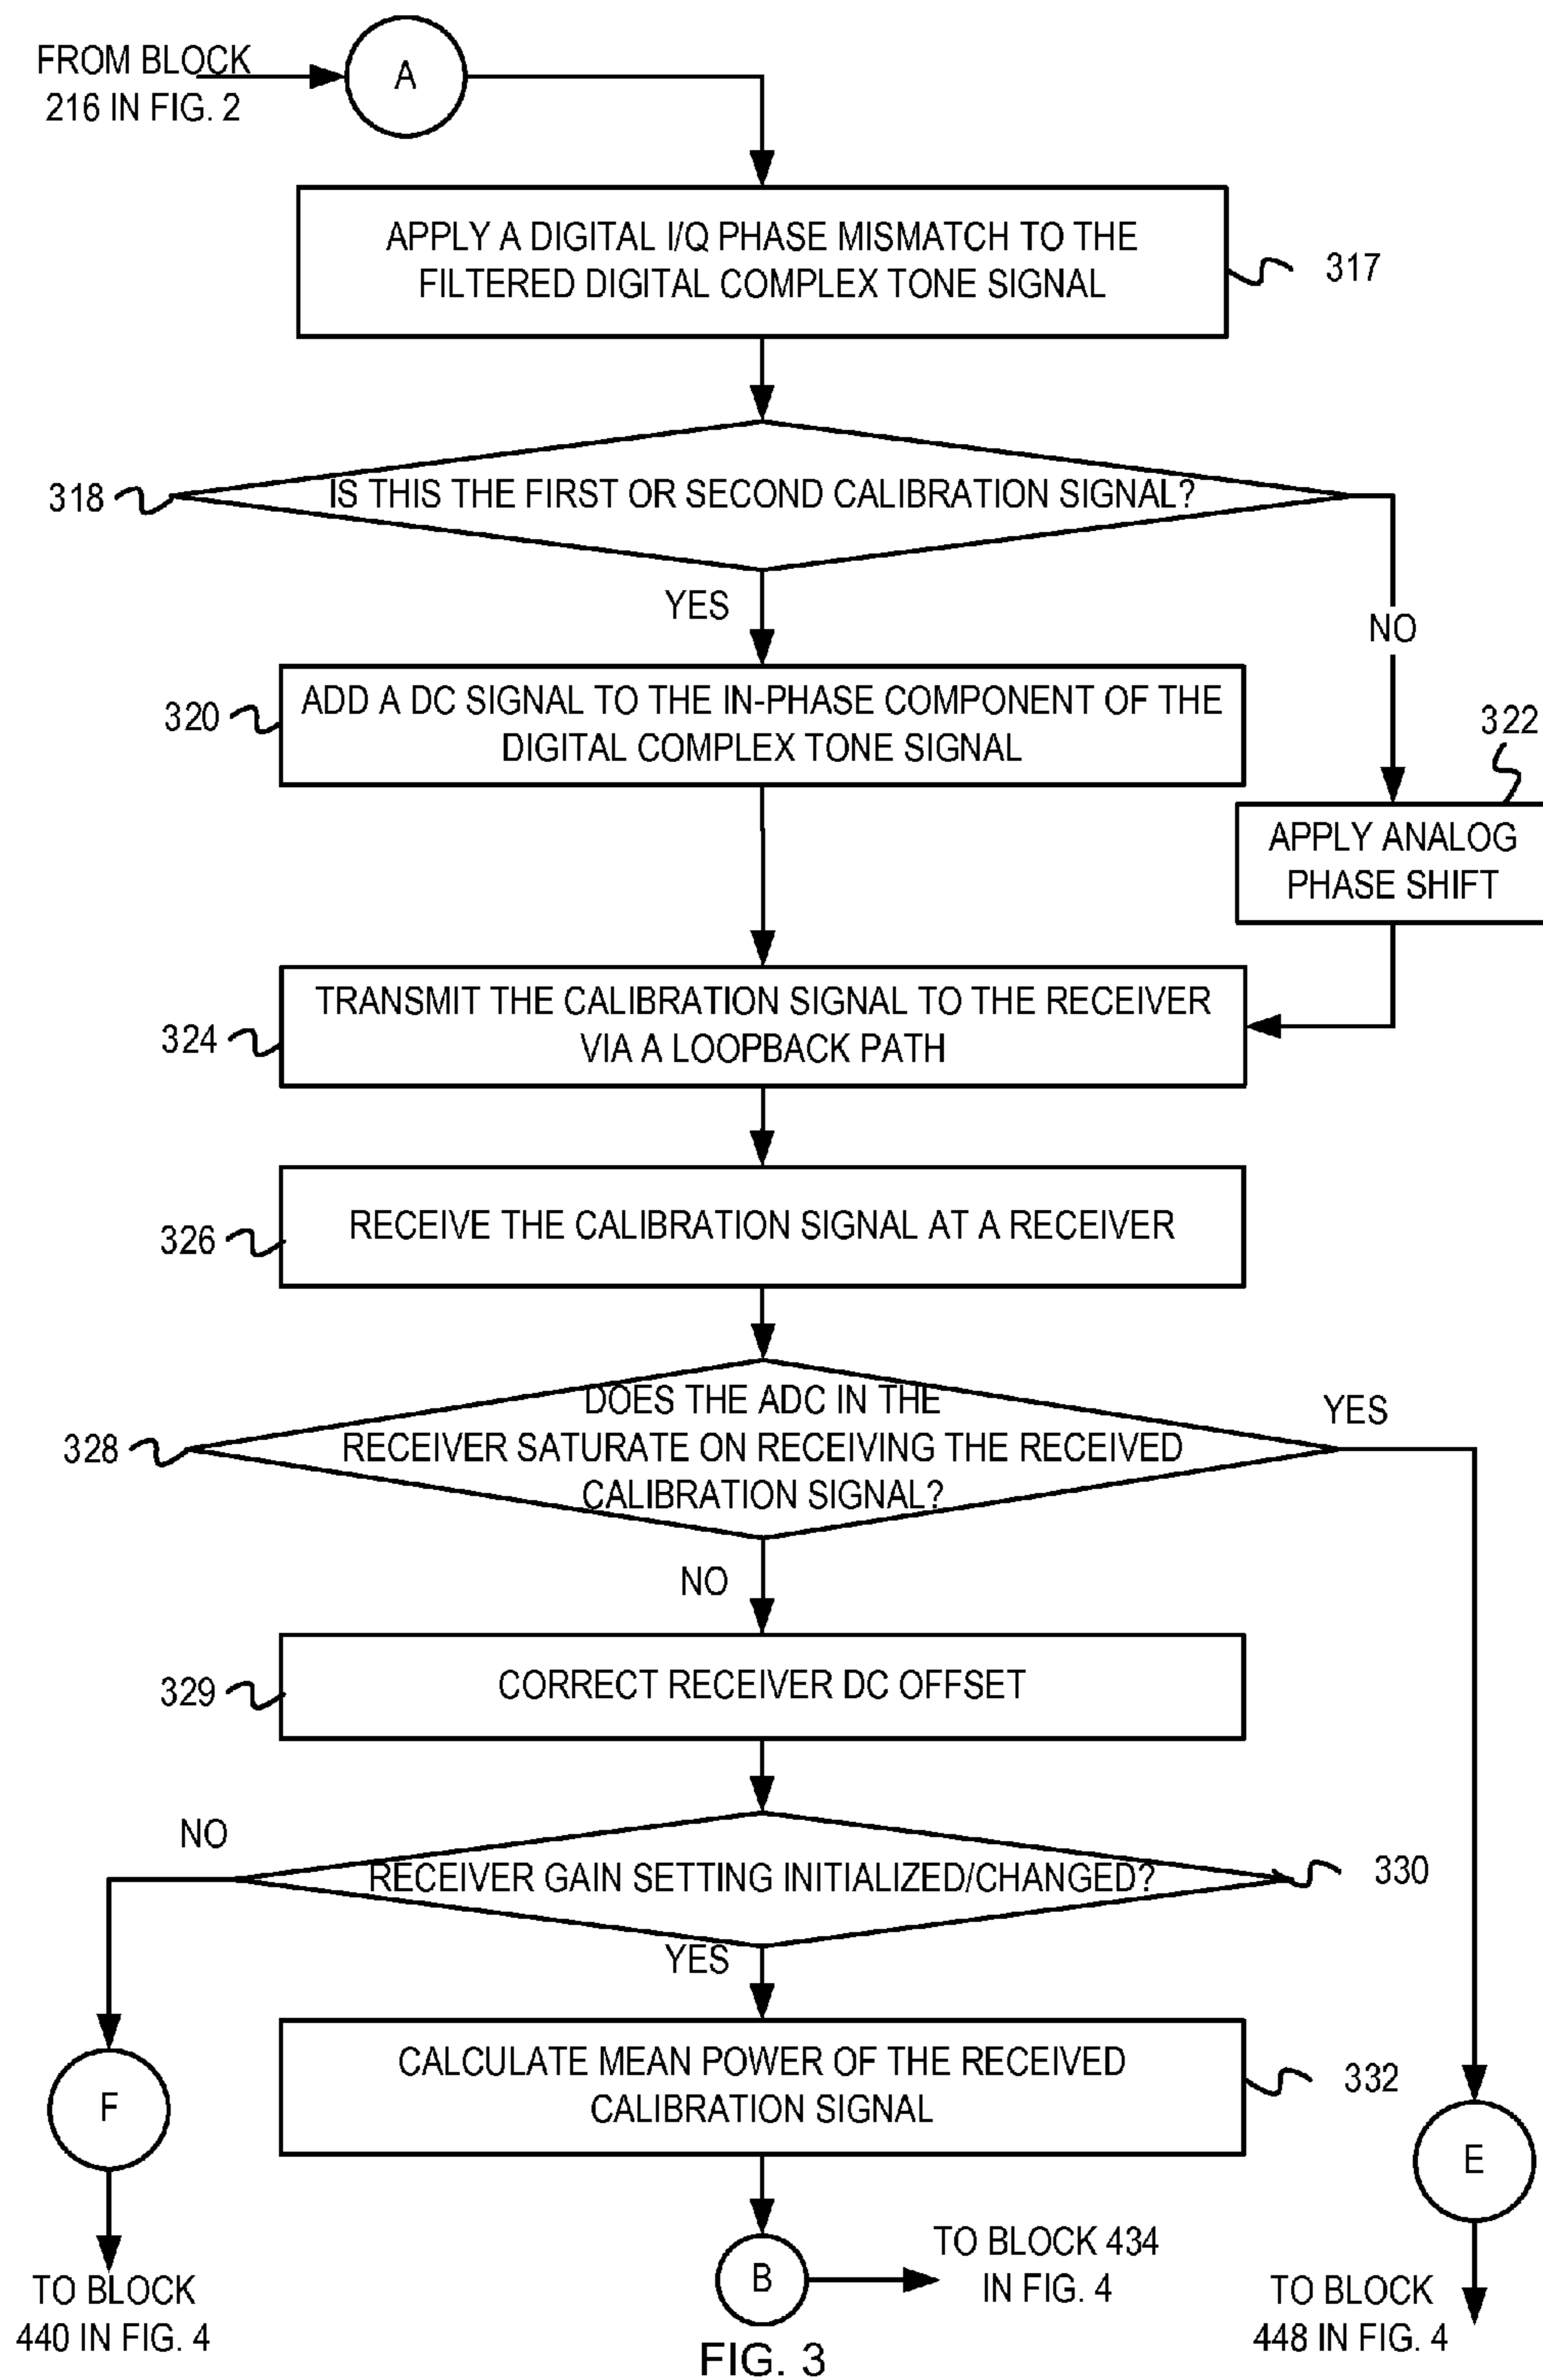 FROM BLOCK
216 IN FIG. 2
A
APPLY A DIGITAL I/Q PHASE MISMATCH TO THE
FILTERED DIGITAL COMPLEX TONE SIGNAL
317
318
IS THIS THE FIRST OR SECOND CALIBRATION SIGNAL?
YES
NO
320
ADD A DC SIGNAL TO THE IN-PHASE COMPONENT OF THE
DIGITAL COMPLEX TONE SIGNAL
322
APPLY ANALOG
PHASE SHIFT
324
TRANSMIT THE CALIBRATION SIGNAL TO THE RECEIVER
VIA A LOOPBACK PATH
326
RECEIVE THE CALIBRATION SIGNAL AT A RECEIVER
328
DOES THE ADC IN THE
RECEIVER SATURATE ON RECEIVING THE RECEIVED
CALIBRATION SIGNAL?
YES
NO
329
CORRECT RECEIVER DC OFFSET
NO
RECEIVER GAIN SETTING INITIALIZED/CHANGED?
330
YES
CALCULATE MEAN POWER OF THE RECEIVED
CALIBRATION SIGNAL
332
F
E
B
TO BLOCK 434
IN FIG. 4
TO BLOCK
440 IN FIG. 4
TO BLOCK
448 IN FIG. 4
FIG. 3